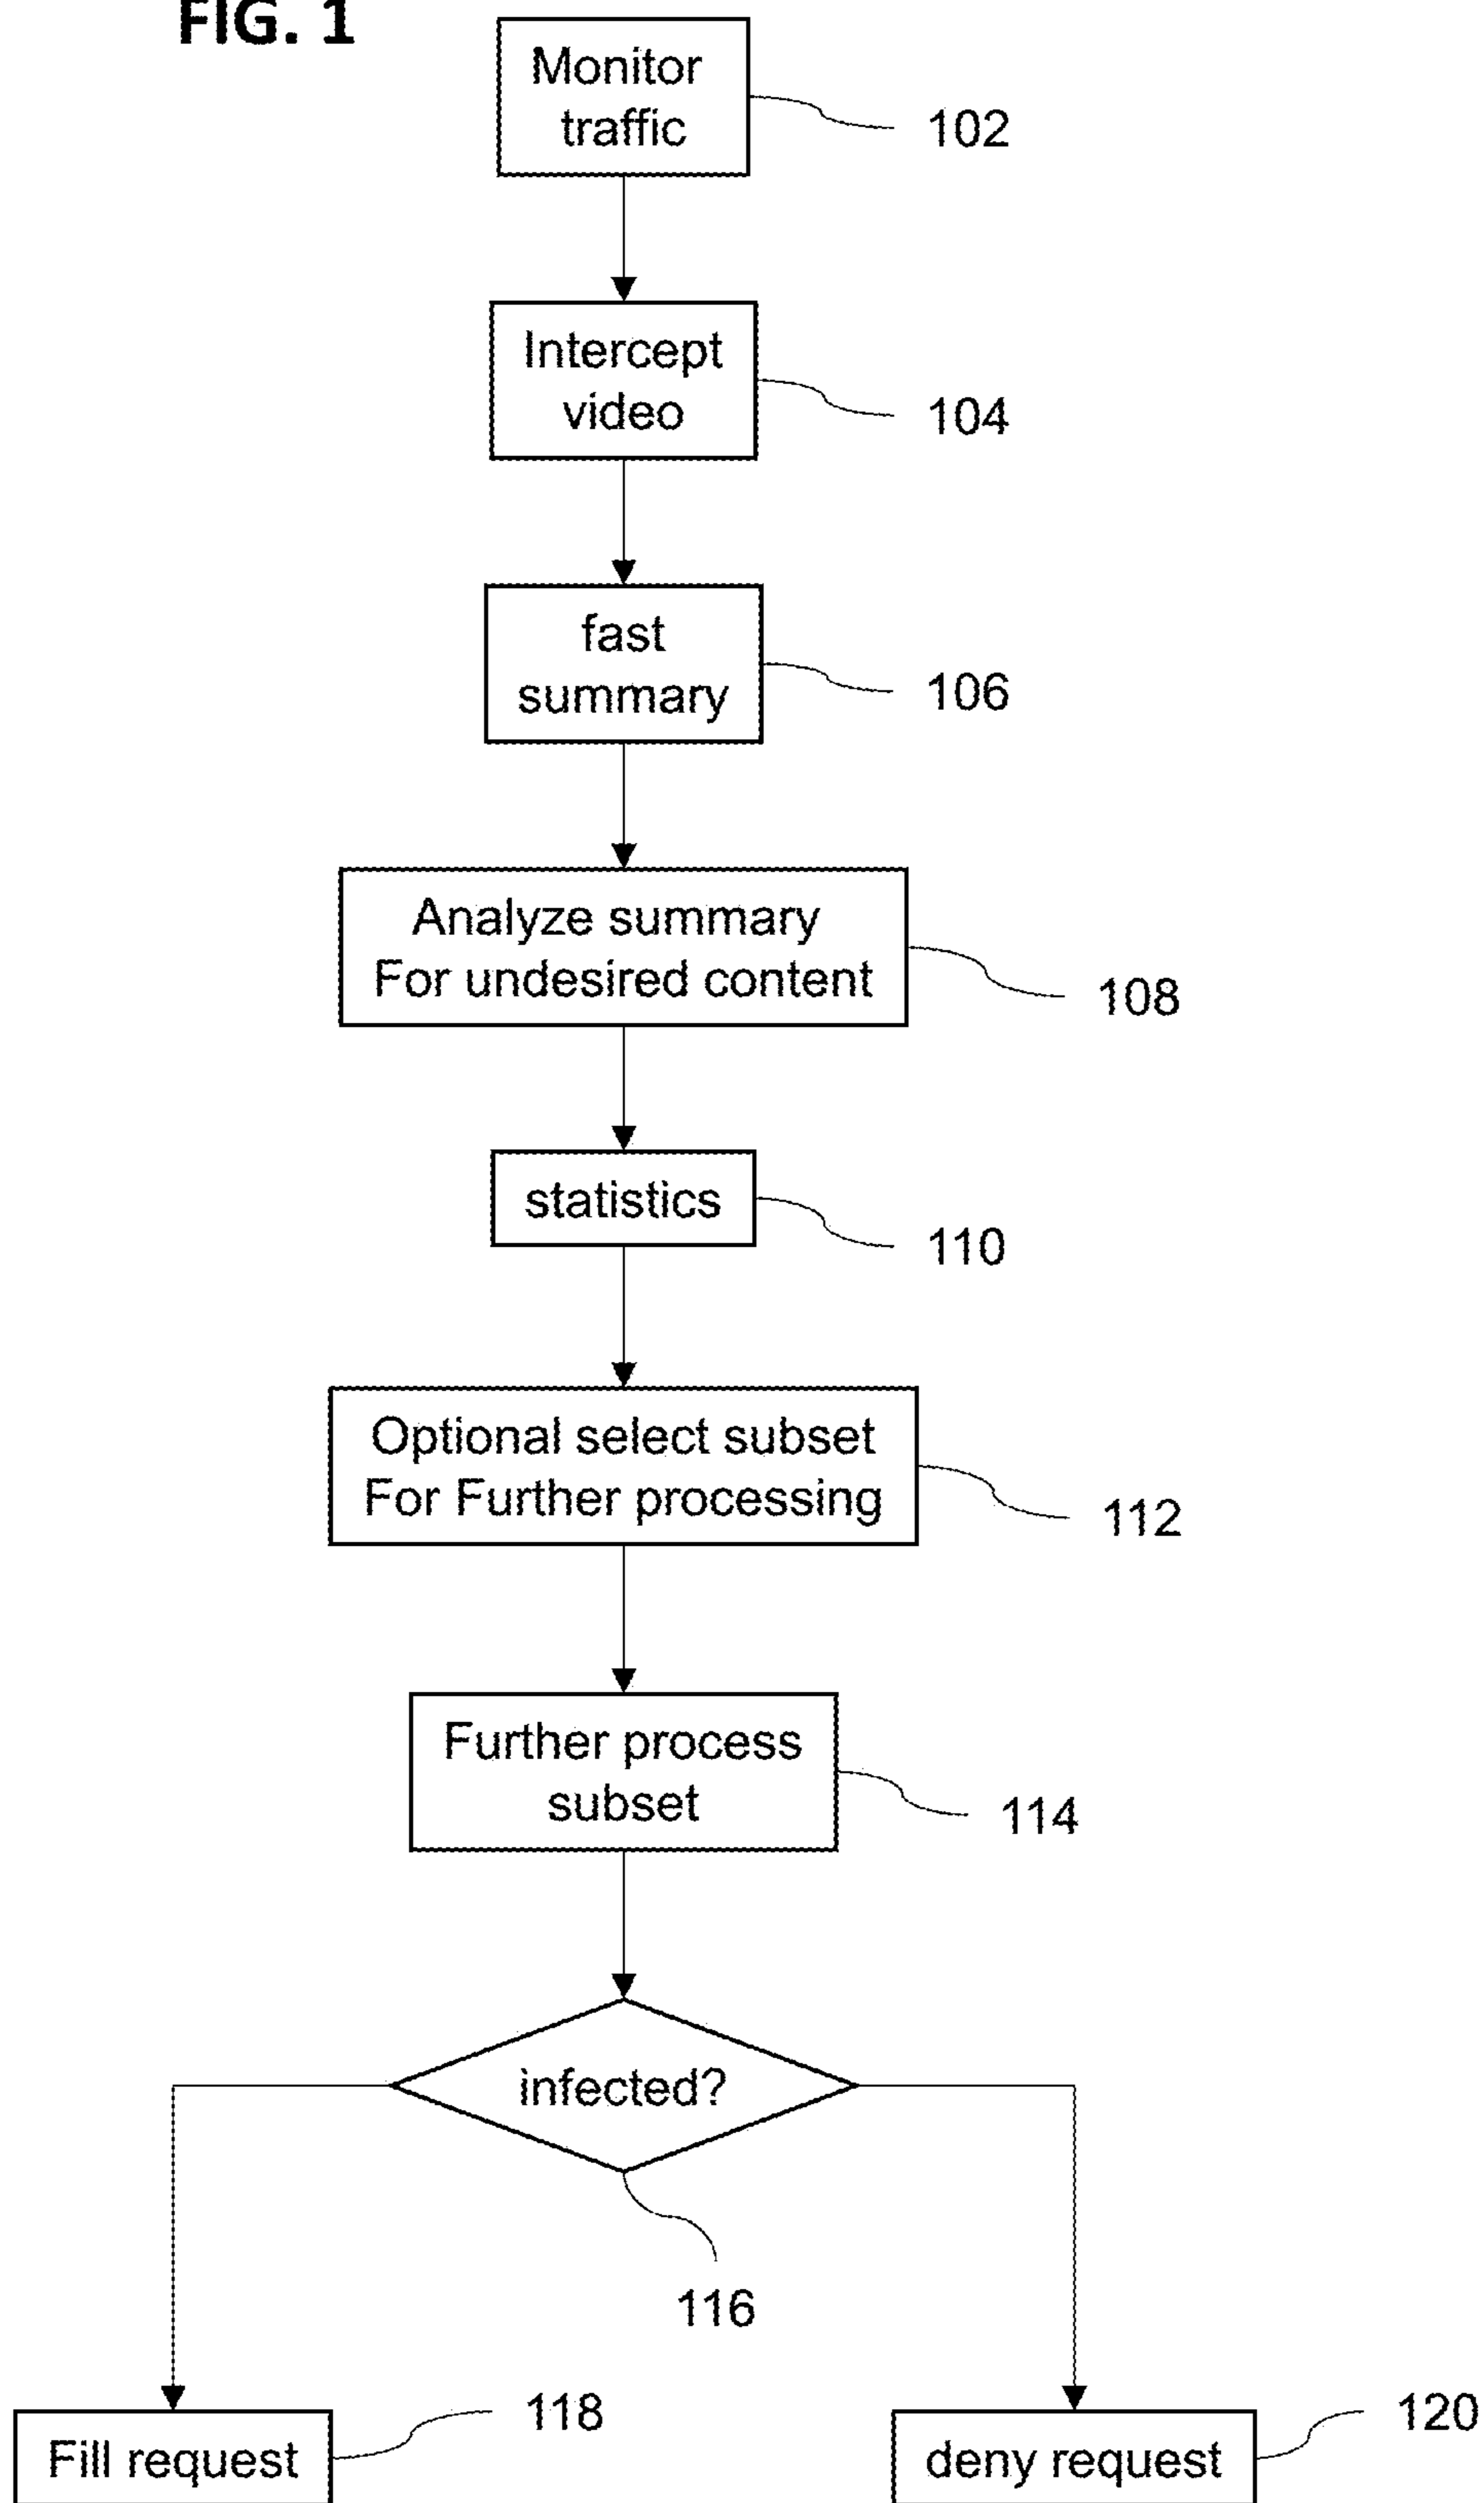 FIG. 1
Monitor
traffic
102
Intercept
video
104
fast
summary
106
Analyze summary
For undesired content
108
statistics
110
Optional select subset
For Further processing
112
Further process
subset
114
infected?
116
118
Fill request
120
deny request